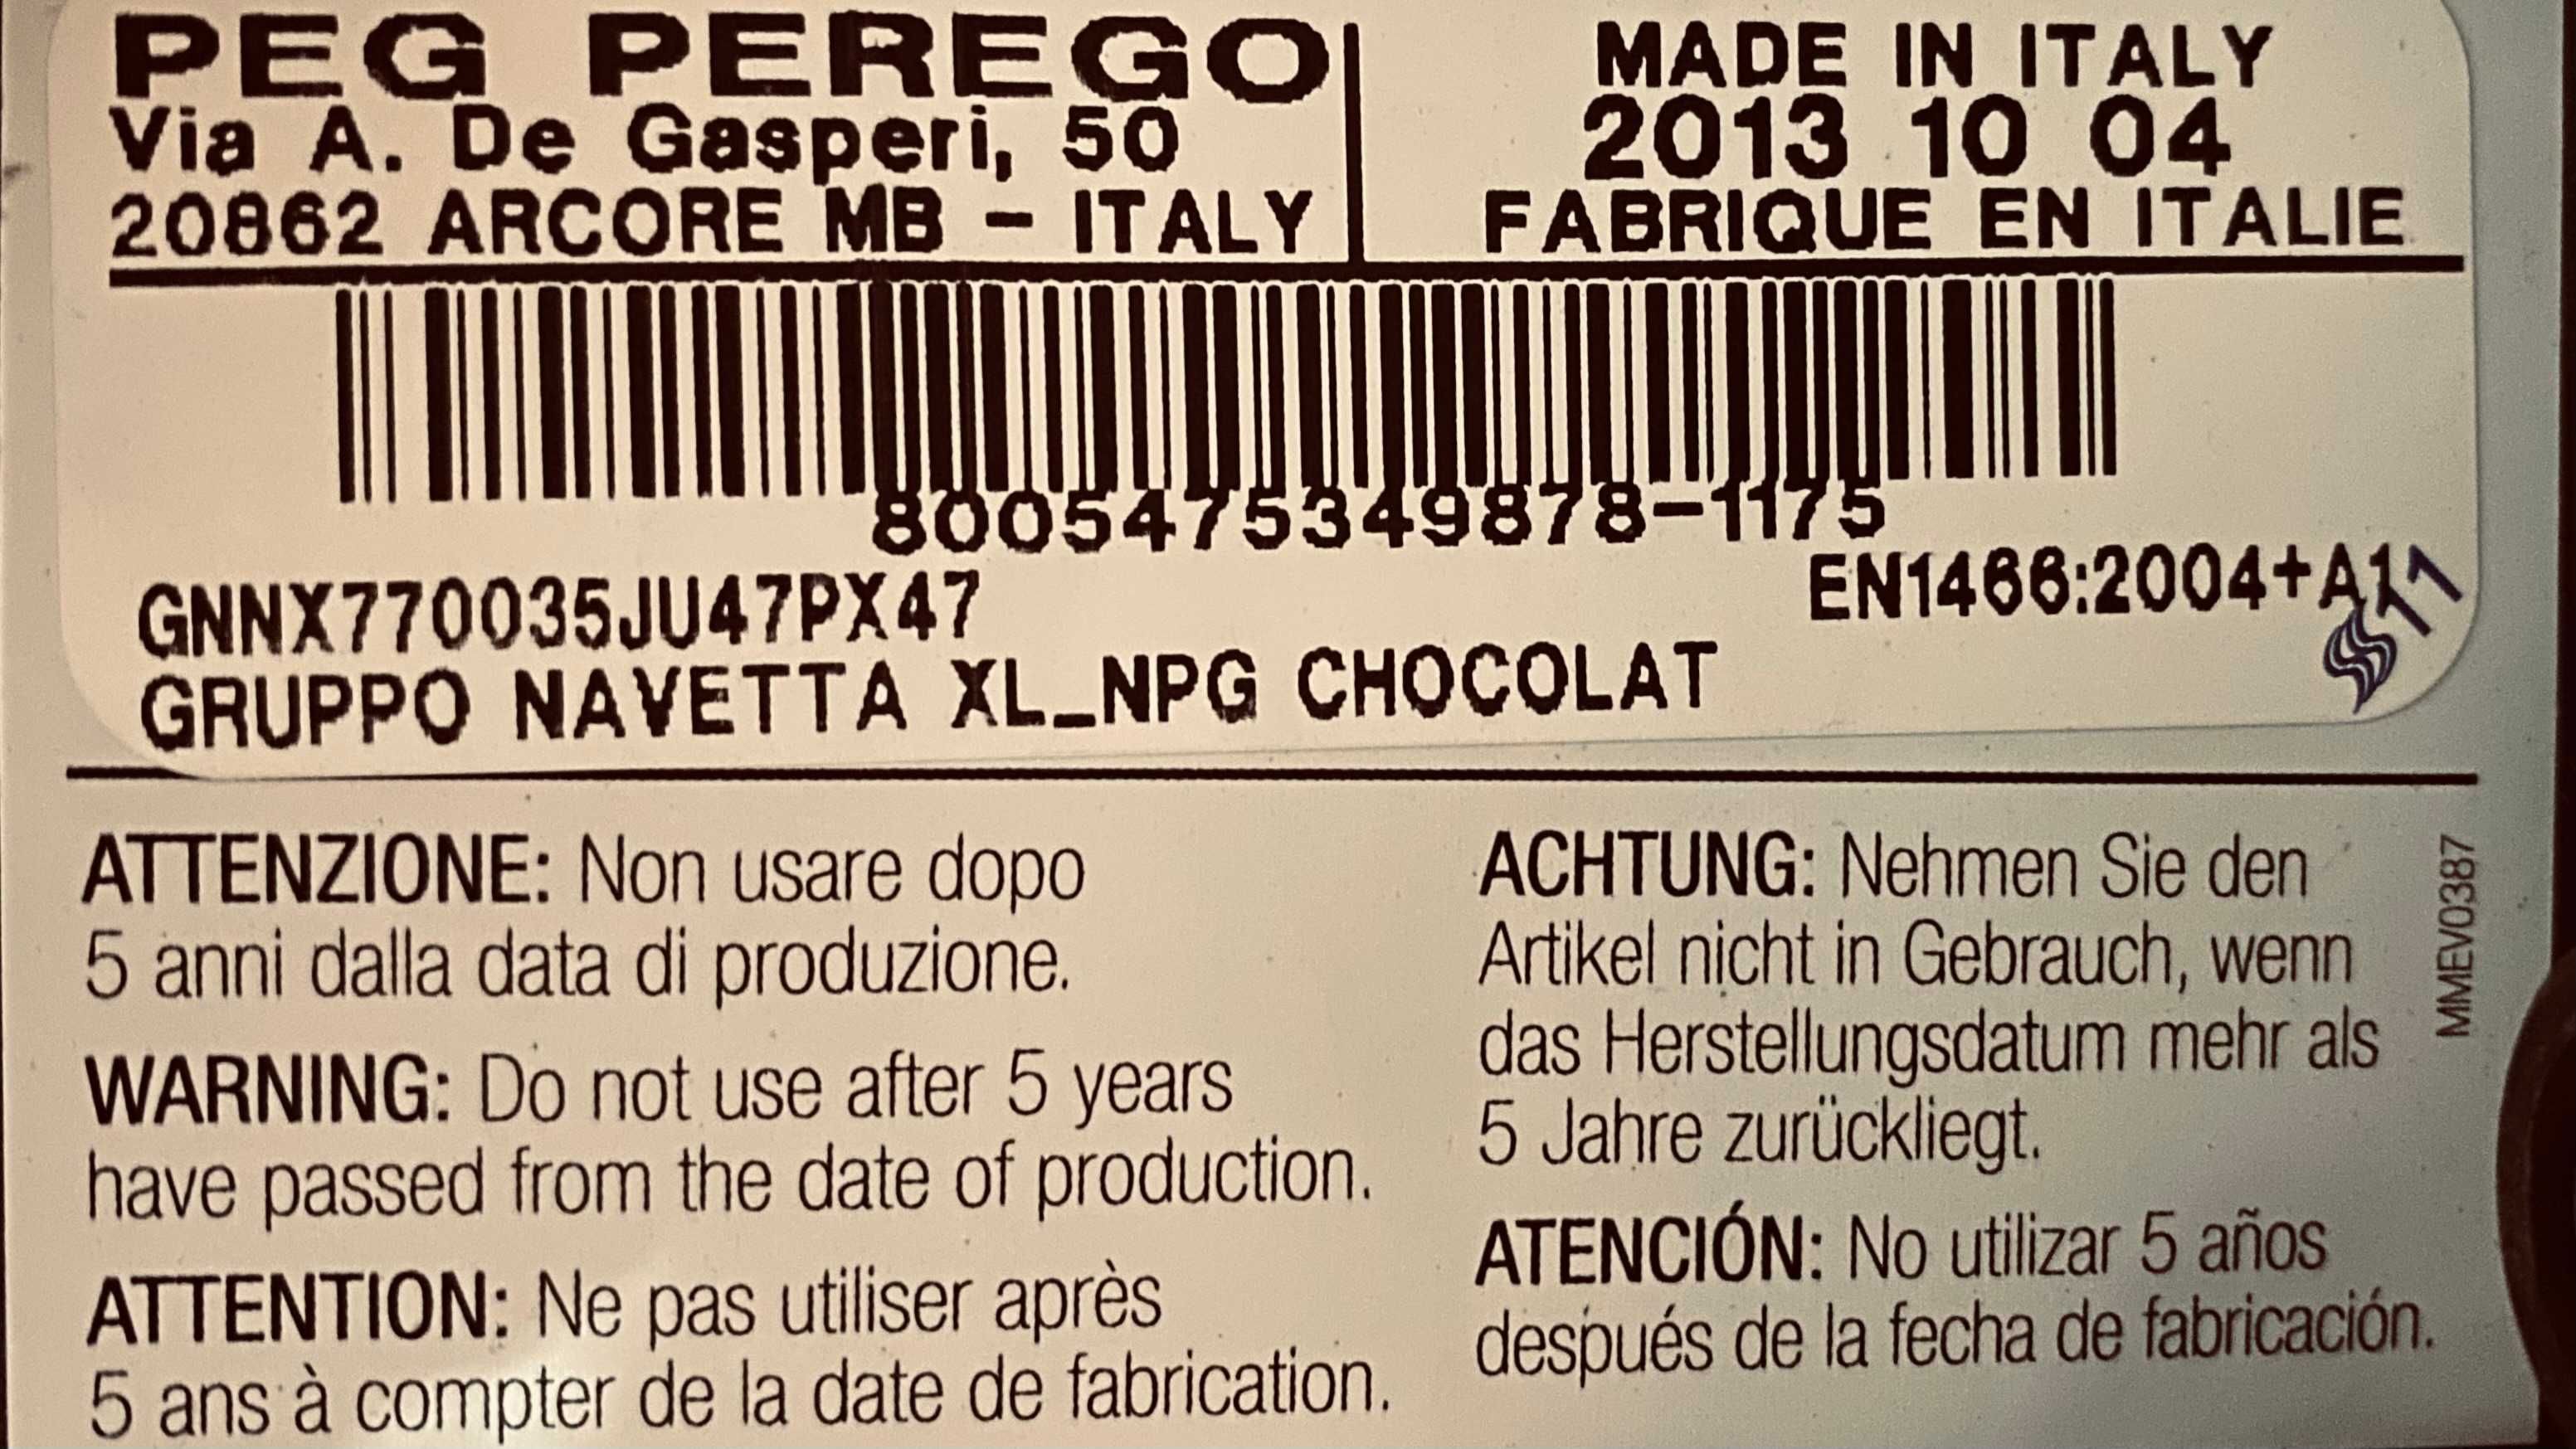 PEG PEREGO
Via A. De Gasperi, 50
20862 ARCORE MB - ITALY
MADE IN ITALY
2013 10 04
FABRIQUE EN ITALIE
8005475349878-1175
GNNX770035JU47PX47
EN1466:2004+A1
GRUPPO NAVETTA XL_NPG CHOCOLAT
ATTENZIONE: Non usare dopo
5 anni dalla data di produzione.
WARNING: Do not use after 5 years
have passed from the date of production.
ATTENTION: Ne pas utiliser après
5 ans à compter de la date de fabrication.
ACHTUNG: Nehmen Sie den
Artikel nicht in Gebrauch, wenn
das Herstellungsdatum mehr als
5 Jahre zurückliegt.
ATENCIÓN: No utilizar 5 años
después de la fecha de fabricación.
MMEV0387